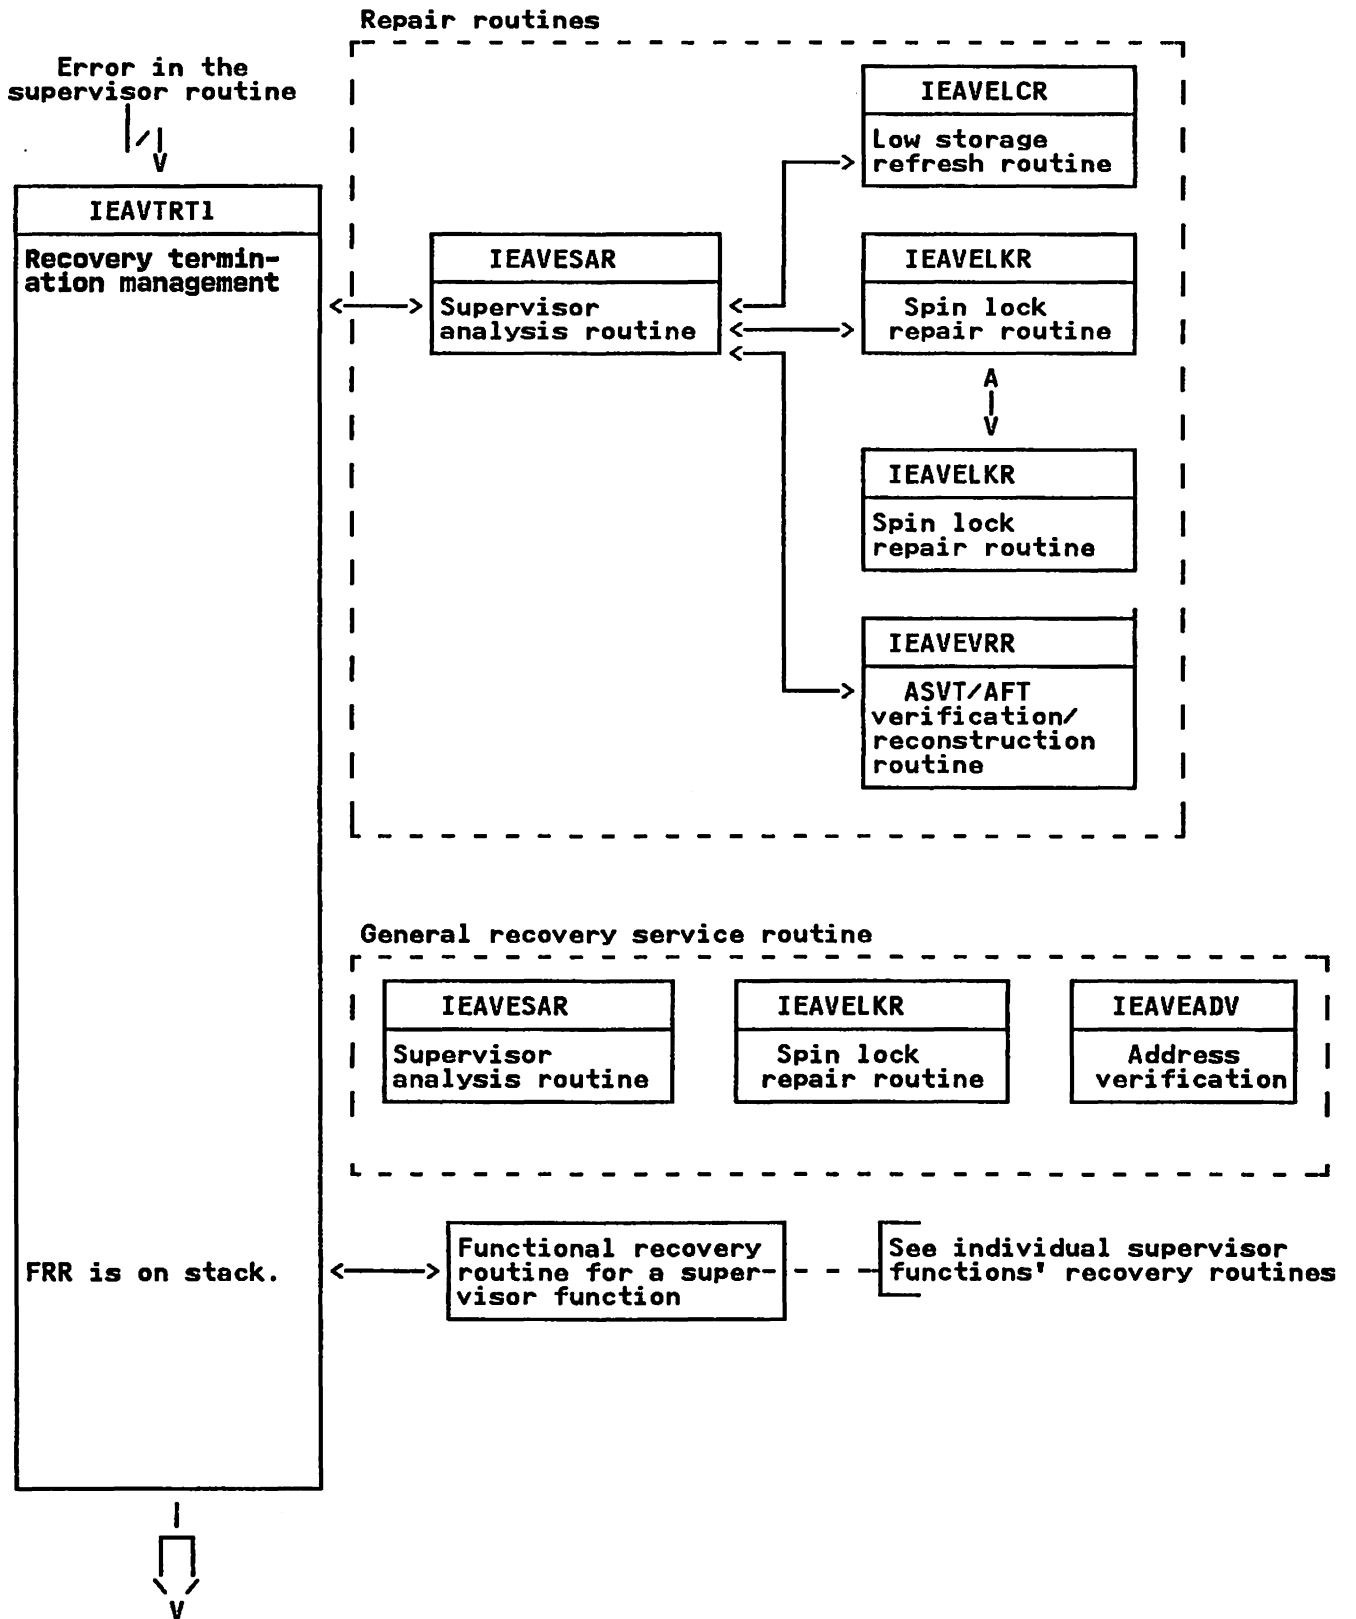 Repair routines
Error in the
supervisor routine
IEAVTRT1
Recovery termin-
ation management
IEAVESAR
Supervisor
analysis routine
IEAVELCR
Low storage
refresh routine
IEAVELKR
Spin lock
repair routine
IEAVELKR
Spin lock
repair routine
IEAVEVRR
ASVT/AFT
verification/
reconstruction
routine
General recovery service routine
IEAVESAR
Supervisor
analysis routine
IEAVELKR
Spin lock
repair routine
IEAVEADV
Address
verification
FRR is on stack.
Functional recovery
routine for a super-
visor function
See individual supervisor
functions' recovery routines